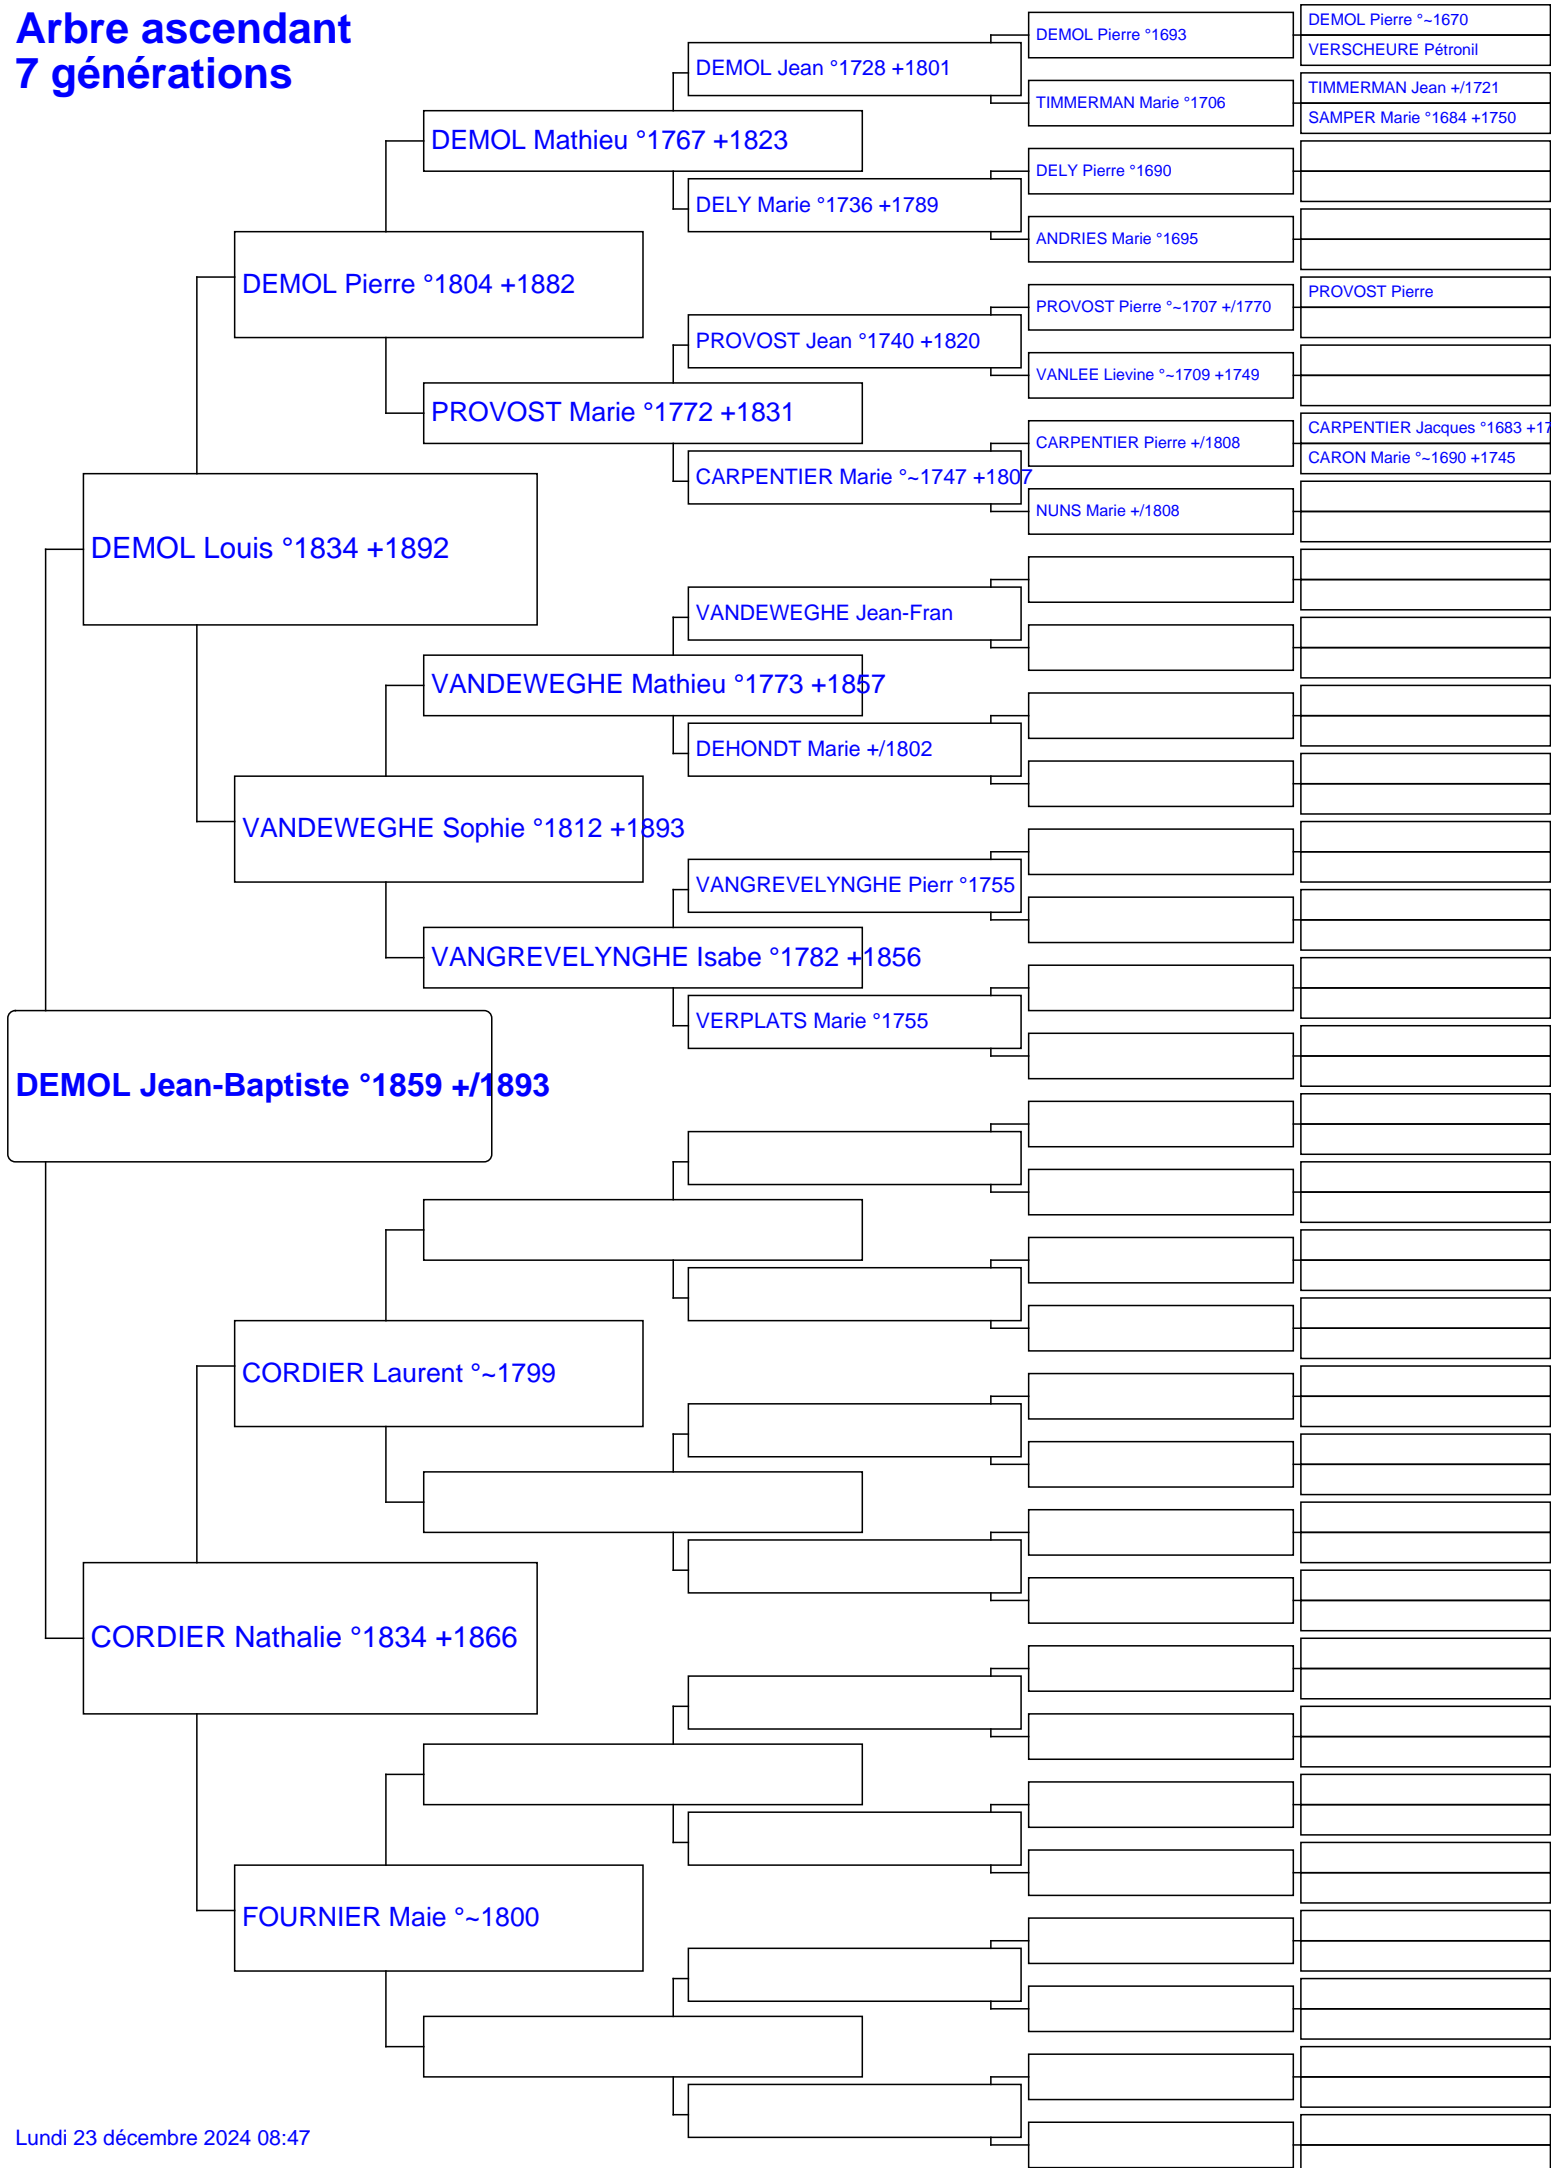 Arbre ascendant
7 générations
DEMOL Pierre °~1670
DEMOL Pierre °1693
VERSCHEURE Pétronil
DEMOL Jean °1728 +1801
TIMMERMAN Jean +/1721
TIMMERMAN Marie °1706
SAMPER Marie °1684 +1750
DEMOL Mathieu °1767 +1823
DELY Pierre °1690
DELY Marie °1736 +1789
ANDRIES Marie °1695
DEMOL Pierre °1804 +1882
PROVOST Pierre
PROVOST Pierre °~1707 +/1770
PROVOST Jean °1740 +1820
VANLEE Lievine °~1709 +1749
PROVOST Marie °1772 +1831
CARPENTIER Jacques °1683 +17
CARPENTIER Pierre +/1808
CARON Marie °~1690 +1745
CARPENTIER Marie °~1747 +1807
NUNS Marie +/1808
DEMOL Louis °1834 +1892
VANDEWEGHE Jean-Fran
VANDEWEGHE Mathieu °1773 +1857
DEHONDT Marie +/1802
VANDEWEGHE Sophie °1812 +1893
VANGREVELYNGHE Pierr °1755
VANGREVELYNGHE Isabe °1782 +1856
VERPLATS Marie °1755
DEMOL Jean-Baptiste °1859 +/1893
CORDIER Laurent °~1799
CORDIER Nathalie °1834 +1866
FOURNIER Maie °~1800
Lundi 23 décembre 2024 08:47